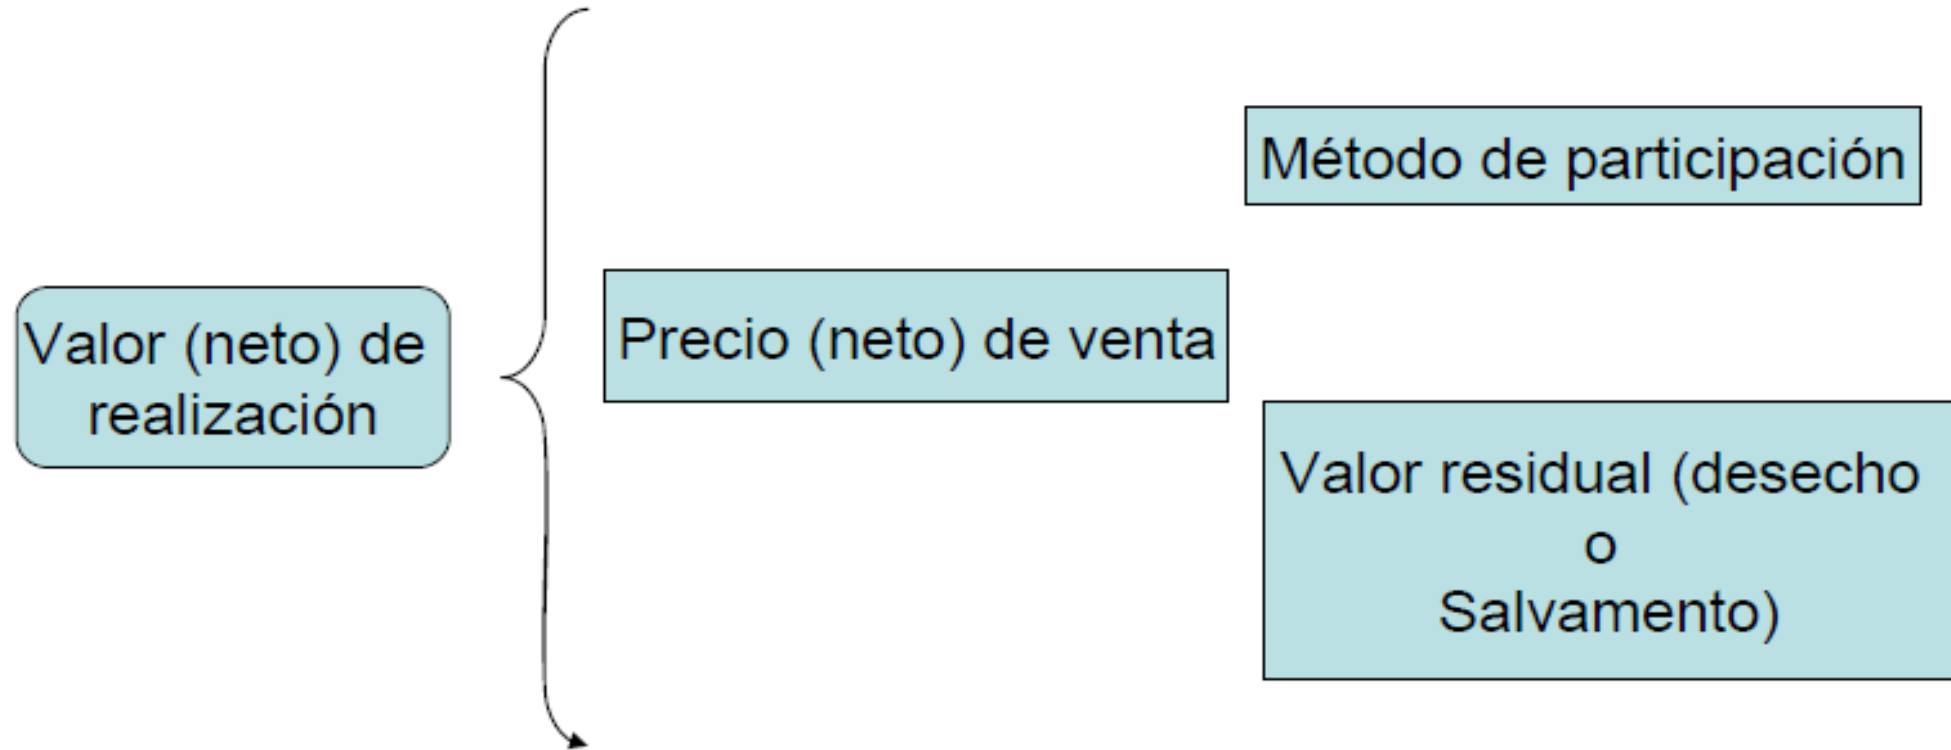 Valor (neto) de
realización
Precio (neto) de venta
Método de participación
Valor residual (desecho
o
Salvamento)